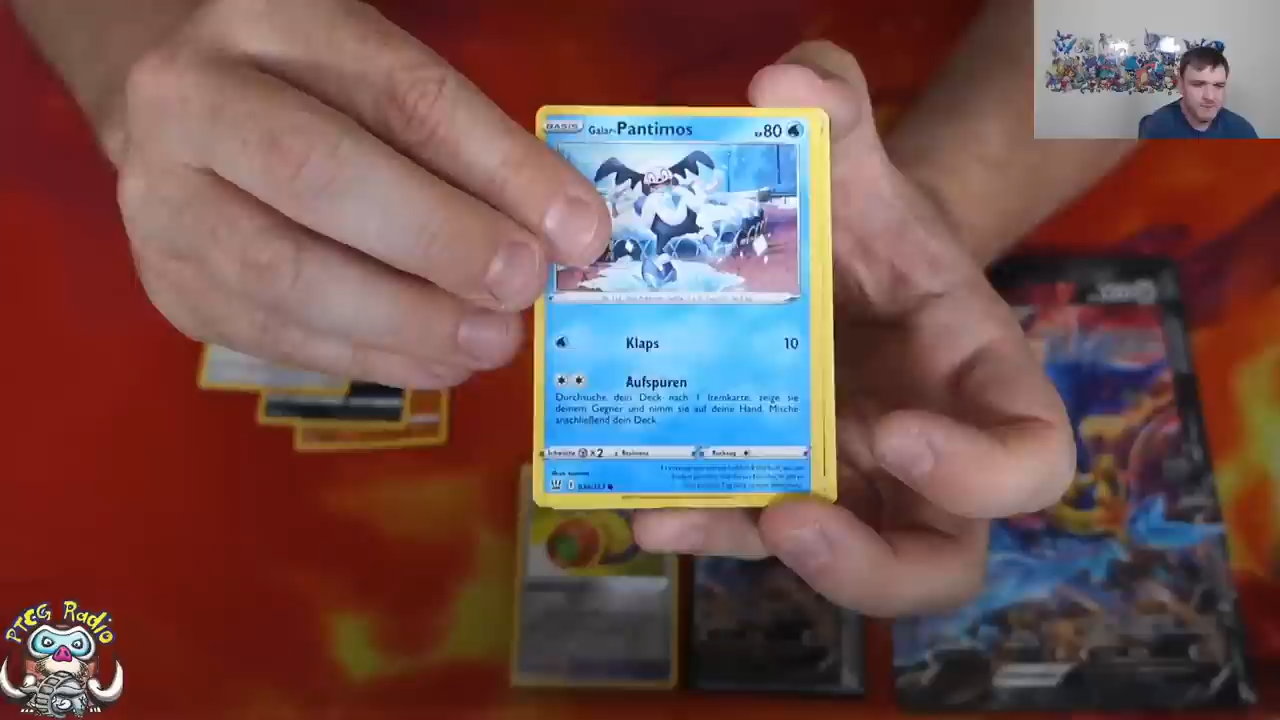 BASIS Galar-Pantimos KP80
Klaps 10
Aufspüren
Durchsuche dein Deck nach 1 Itemkarte, zeige sie
deinem Gegner und nimm sie auf deine Hand. Mische
anschließend dein Deck.
Schwäche x2 Resistenz Rückzug
PTCG Radio